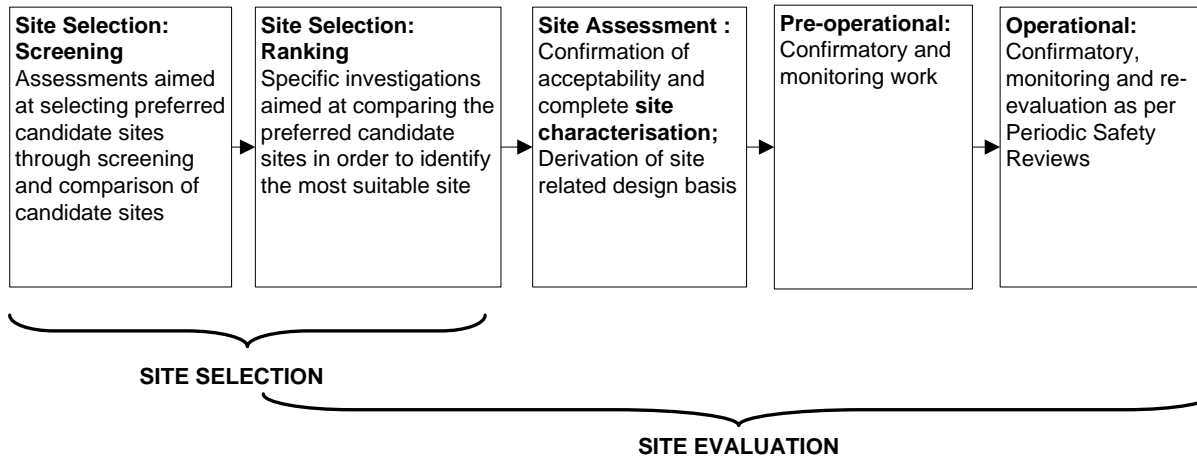 Site Selection:
Screening
Assessments aimed
at selecting preferred
candidate sites
through screening
and comparison of
candidate sites
Site Selection:
Ranking
Specific investigations
aimed at comparing the
preferred candidate
sites in order to identify
the most suitable site
Site Assessment :
Confirmation of
acceptability and
complete site
characterisation;
Derivation of site
related design basis
Pre-operational:
Confirmatory and
monitoring work
Operational:
Confirmatory,
monitoring and re-
evaluation as per
Periodic Safety
Reviews
SITE SELECTION
SITE EVALUATION